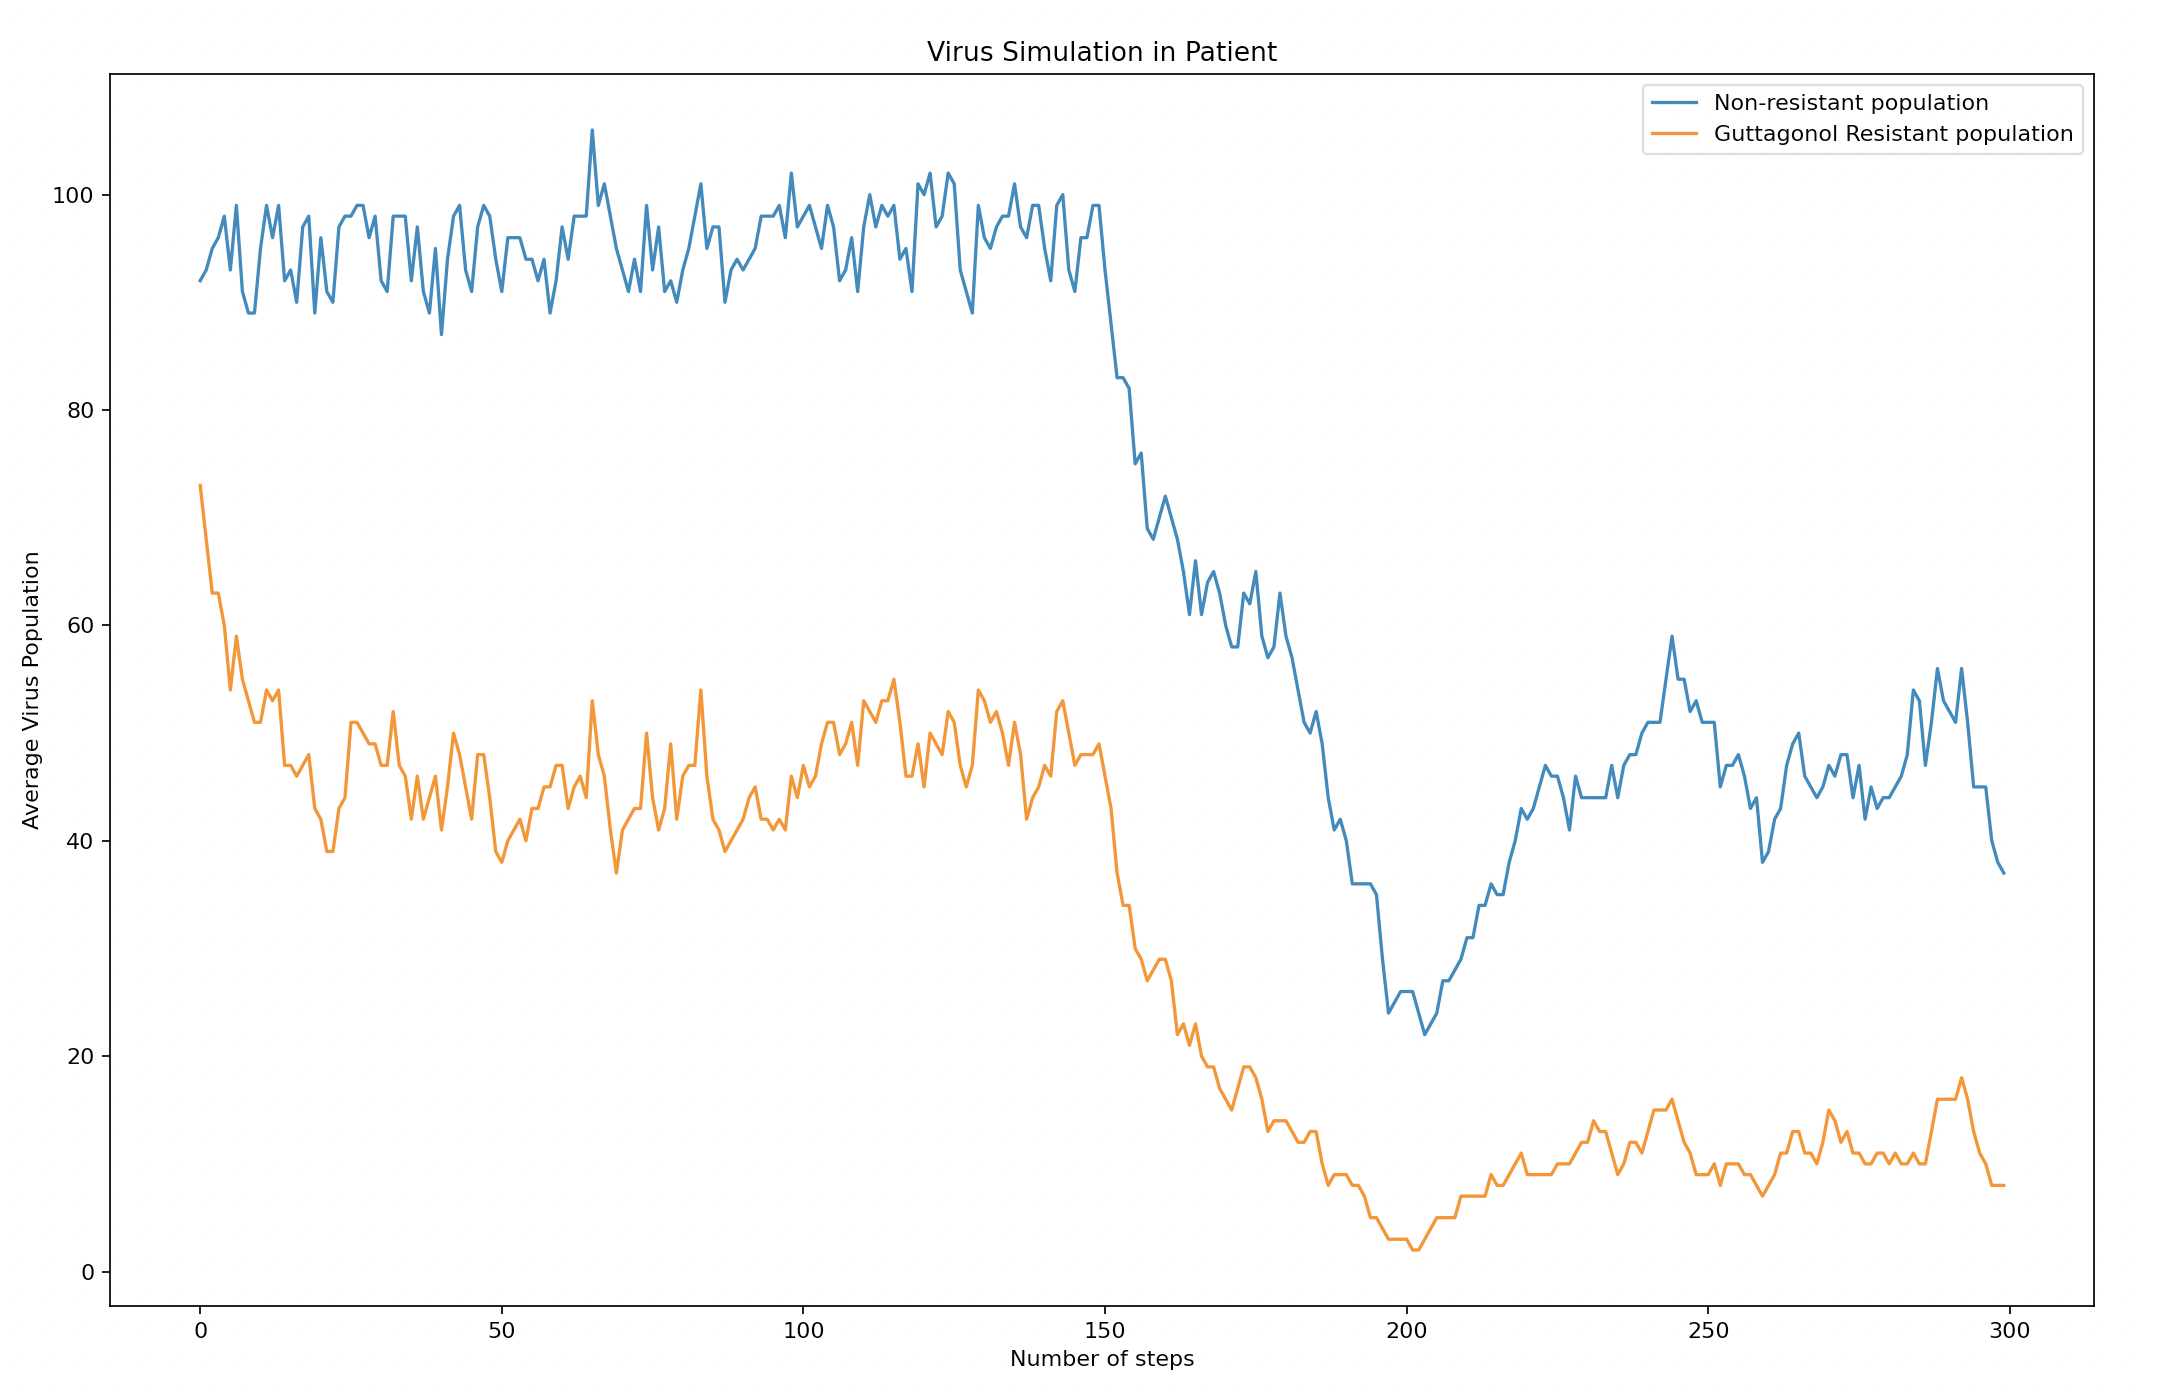 Virus Simulation in Patient
Non-resistant population
Guttagonol Resistant population
Average Virus Population
100
80
60
40
20
0
0 50 100 150 200 250 300
Number of steps